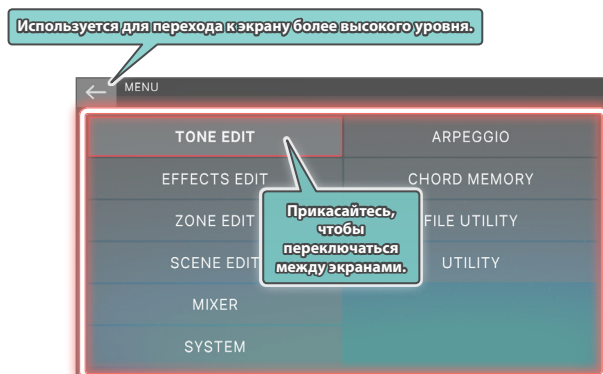 Используется для перехода к экрану более высокого уровня.
MENU
TONE EDIT
ARPEGGIO
EFFECTS EDIT
CHORD MEMORY
ZONE EDIT
FILE UTILITY
SCENE EDIT
UTILITY
MIXER
SYSTEM
Прикасайтесь,
чтобы
переключаться
между экранами.